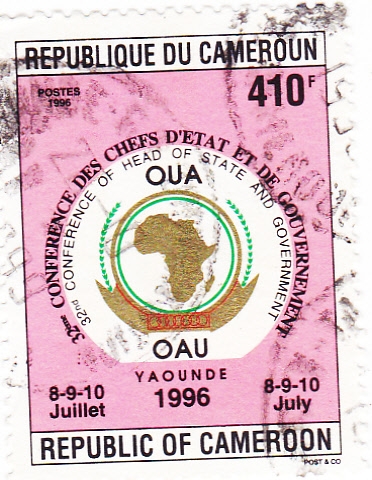 REPUBLIQUE DU CAMEROUN
POSTES
1996
410F
32ème CONFERENCE DES CHEFS D'ETAT ET DE GOUVERNEMENT
32nd CONFERENCE OF HEAD OF STATE AND GOVERNMENT
OUA
OAU
YAOUNDE
1996
8-9-10
Juillet
8-9-10
July
REPUBLIC OF CAMEROON
POST & CO